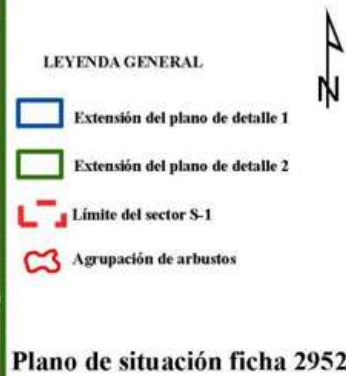 N
LEYENDA GENERAL
Extensión del plano de detalle 1
Extensión del plano de detalle 2
Límite del sector S-1
Agrupación de arbustos
Plano de situación ficha 2952